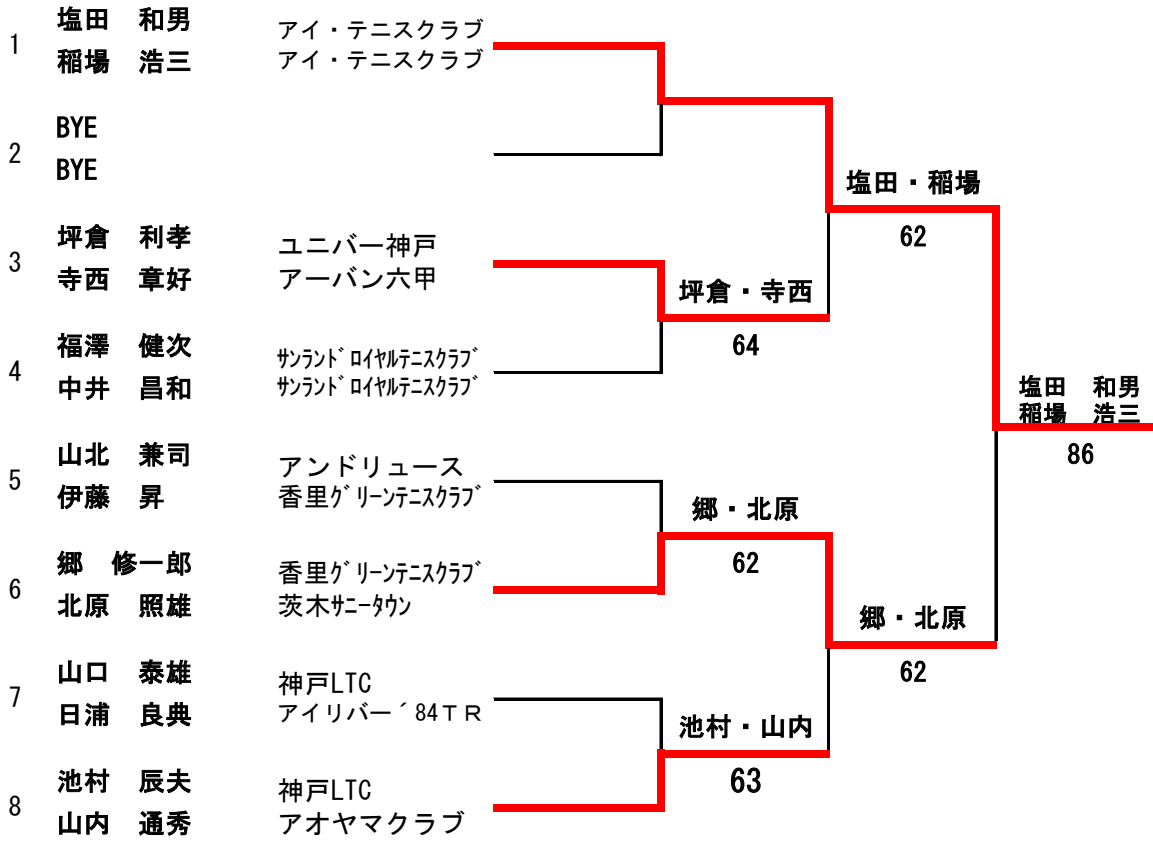 1
塩田　和男
稲場　浩三
アイ・テニスクラブ
アイ・テニスクラブ
2
BYE
BYE
3
坪倉　利孝
寺西　章好
ユニバー神戸
アーバン六甲
4
福澤　健次
中井　昌和
ｻﾝﾗﾝﾄﾞﾛｲﾔﾙﾃﾆｽｸﾗﾌﾞ
ｻﾝﾗﾝﾄﾞﾛｲﾔﾙﾃﾆｽｸﾗﾌﾞ
5
山北　兼司
伊藤　昇
アンドリュース
香里ｸﾞﾘｰﾝﾃﾆｽｸﾗﾌﾞ
6
郷　修一郎
北原　照雄
香里ｸﾞﾘｰﾝﾃﾆｽｸﾗﾌﾞ
茨木ｻﾆｰﾀｳﾝ
7
山口　泰雄
日浦　良典
神戸LTC
アイリバー´84ＴＲ
8
池村　辰夫
山内　通秀
神戸LTC
アオヤマクラブ
坪倉・寺西
64
郷・北原
62
池村・山内
63
塩田・稲場
62
郷・北原
62
塩田　和男
稲場　浩三
86